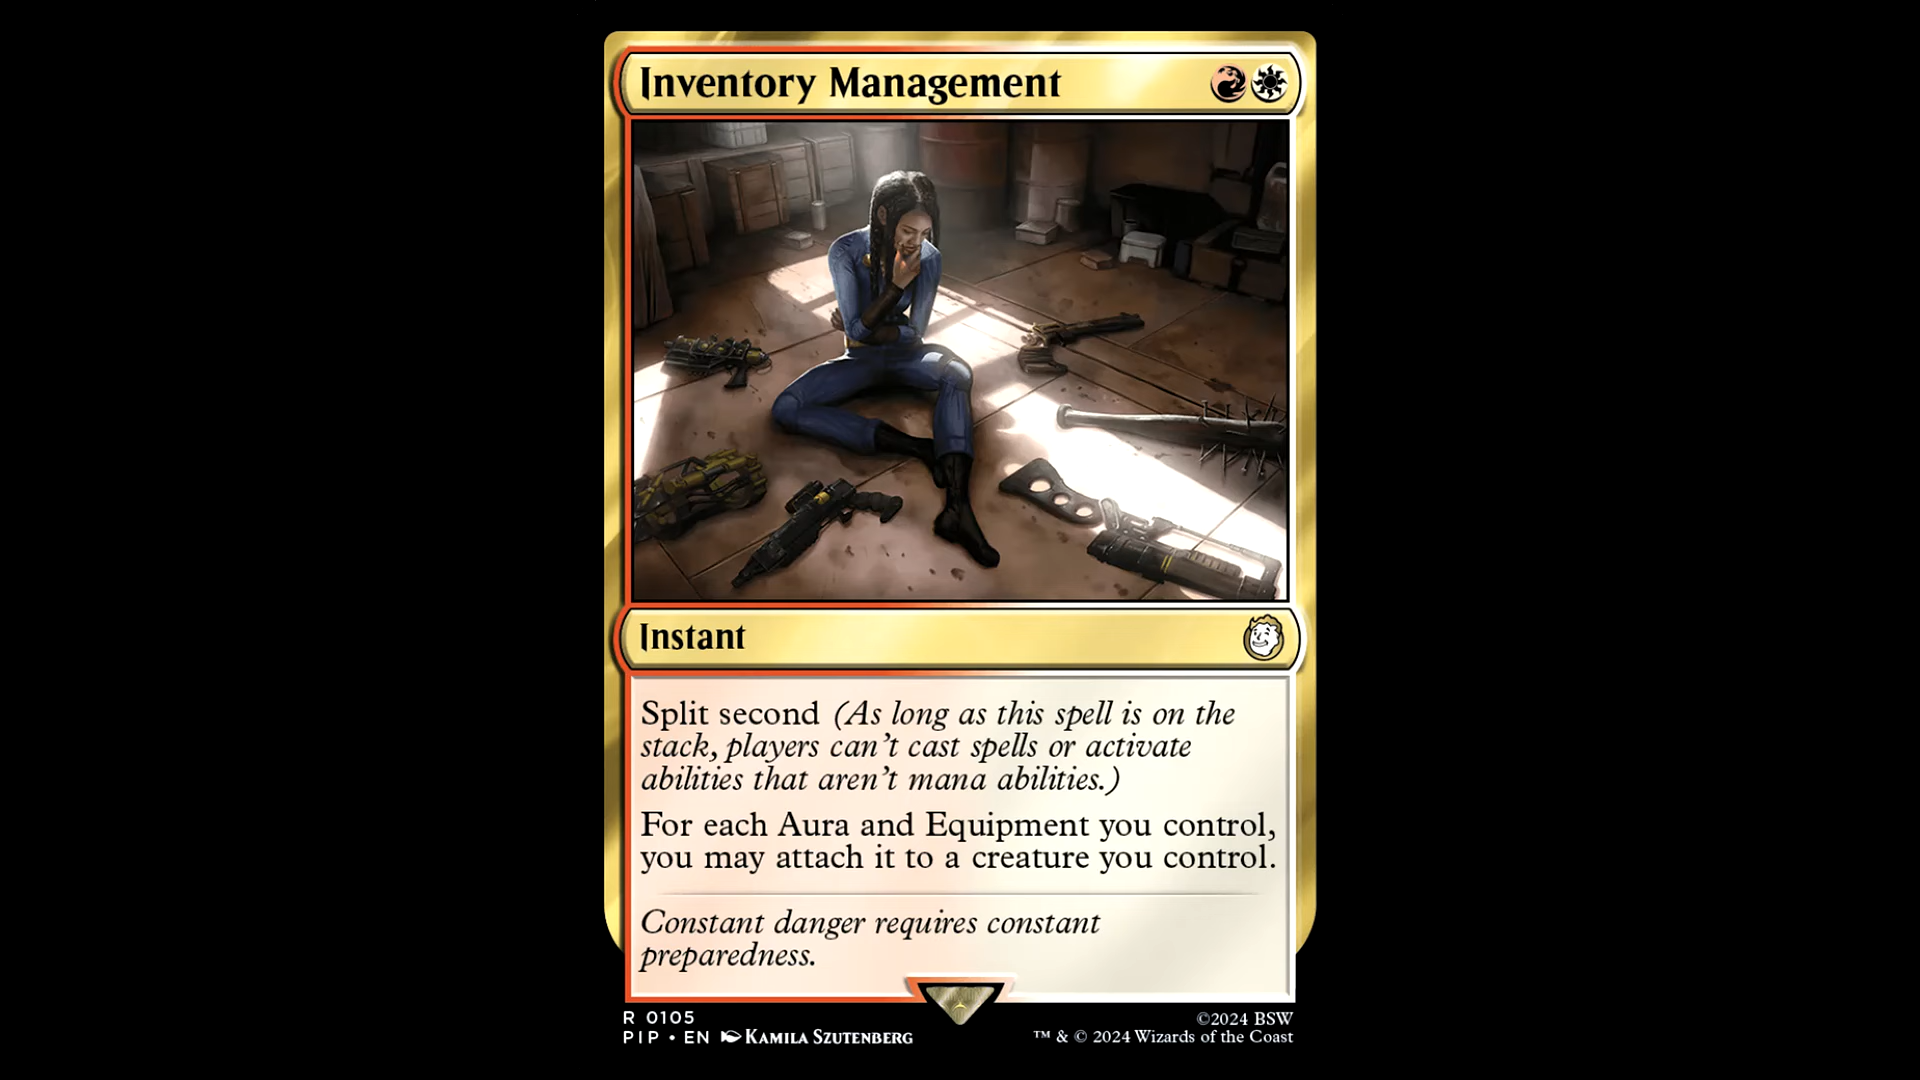 Inventory Management
Instant
Split second (As long as this spell is on the
stack, players can't cast spells or activate
abilities that aren't mana abilities.)
For each Aura and Equipment you control,
you may attach it to a creature you control.
Constant danger requires constant
preparedness.
R 0105
PIP • EN Kamila Szutenberg
©2024 BSW
™ & © 2024 Wizards of the Coast